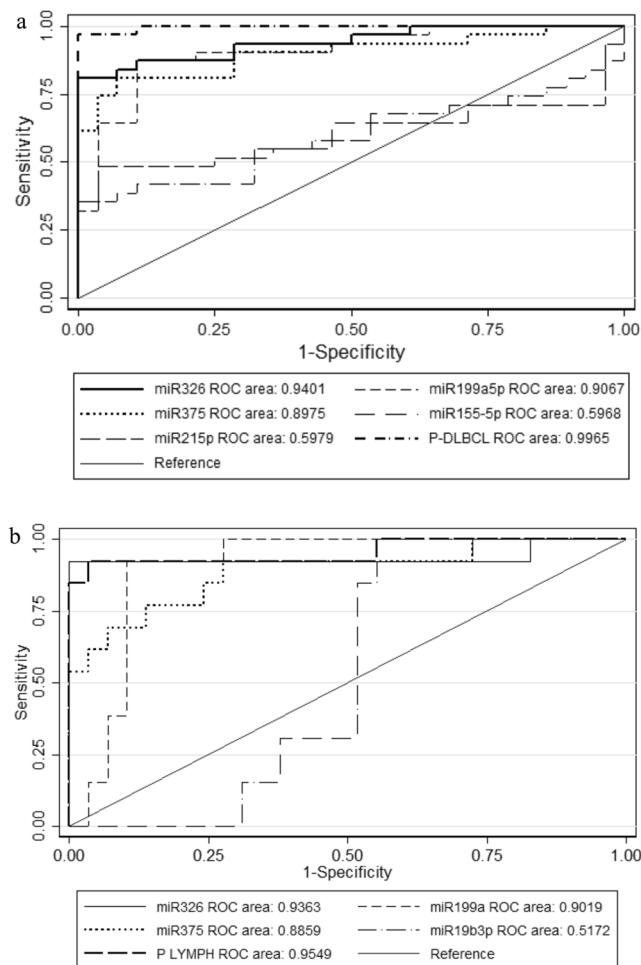 a
Sensitivity
1.00
0.75
0.50
0.25
0.00
0.00 0.25 0.50 0.75 1.00
1-Specificity
miR326 ROC area: 0.9401 miR199a5p ROC area: 0.9067
miR375 ROC area: 0.8975 miR155-5p ROC area: 0.5968
miR215p ROC area: 0.5979 P-DLBCL ROC area: 0.9965
Reference
b
Sensitivity
1.00
0.75
0.50
0.25
0.00
0.00 0.25 0.50 0.75 1.00
1-Specificity
miR326 ROC area: 0.9363 miR199a ROC area: 0.9019
miR375 ROC area: 0.8859 miR19b3p ROC area: 0.5172
P LYMPH ROC area: 0.9549 Reference